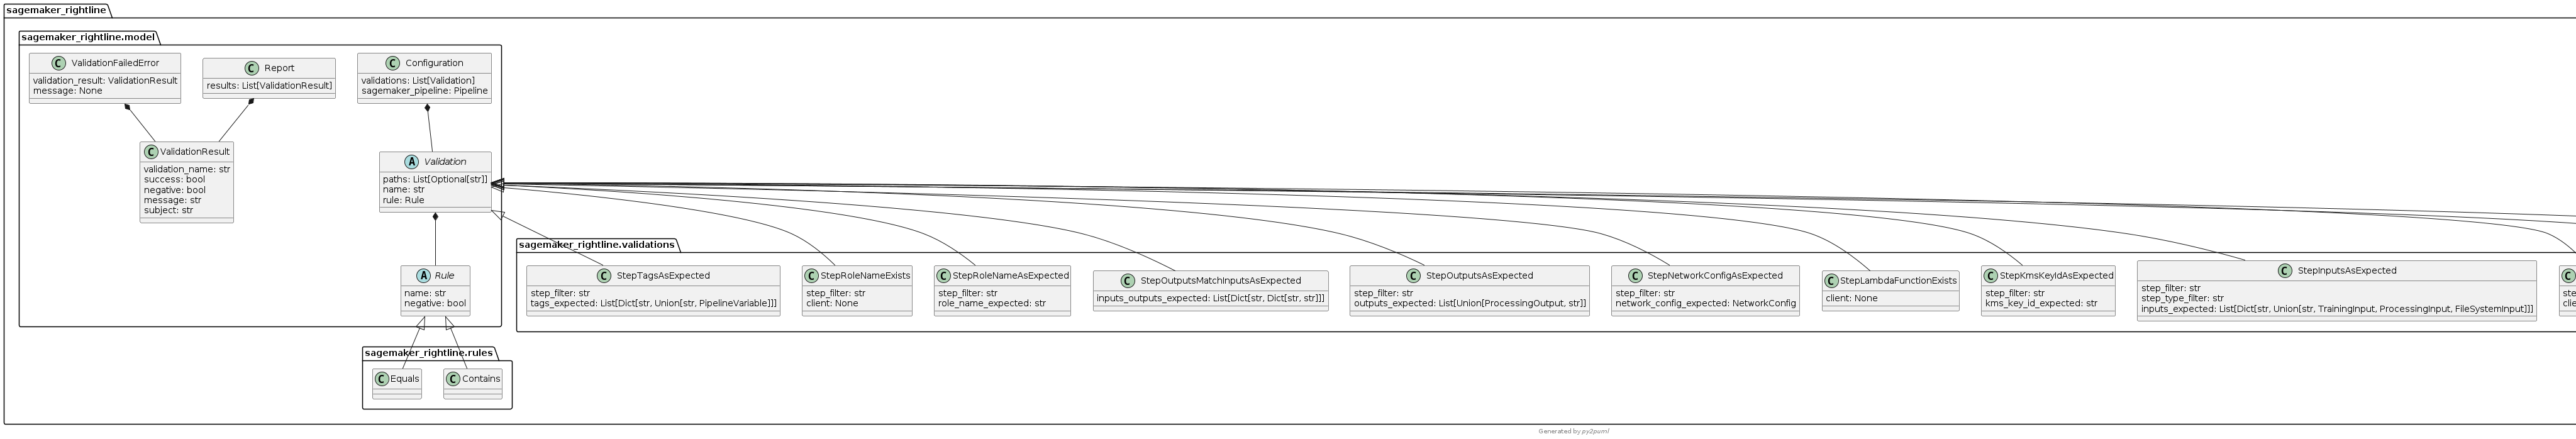 sagemaker_rightline
sagemaker_rightline.model
C ValidationFailedError
validation_result: ValidationResult
message: None
C Report
results: List[ValidationResult]
C Configuration
validations: List[Validation]
sagemaker_pipeline: Pipeline
C ValidationResult
validation_name: str
success: bool
negative: bool
message: str
subject: str
A Validation
paths: List[Optional[str]]
name: str
rule: Rule
A Rule
name: str
negative: bool
sagemaker_rightline.validations
C StepTagsAsExpected
step_filter: str
tags_expected: List[Dict[str, Union[str, PipelineVariable]]]
C StepRoleNameExists
step_filter: str
client: None
C StepRoleNameAsExpected
step_filter: str
role_name_expected: str
C StepOutputsMatchInputsAsExpected
inputs_outputs_expected: List[Dict[str, Dict[str, str]]]
C StepOutputsAsExpected
step_filter: str
outputs_expected: List[Union[ProcessingOutput, str]]
C StepNetworkConfigAsExpected
step_filter: str
network_config_expected: NetworkConfig
C StepLambdaFunctionExists
client: None
C StepKmsKeyIdAsExpected
step_filter: str
kms_key_id_expected: str
C StepInputsAsExpected
step_filter: str
step_type_filter: str
inputs_expected: List[Dict[str, Union[str, TrainingInput, ProcessingInput, FileSystemInput]]]
C
sagemaker_rightline.rules
C Equals
C Contains
Generated by py2puml